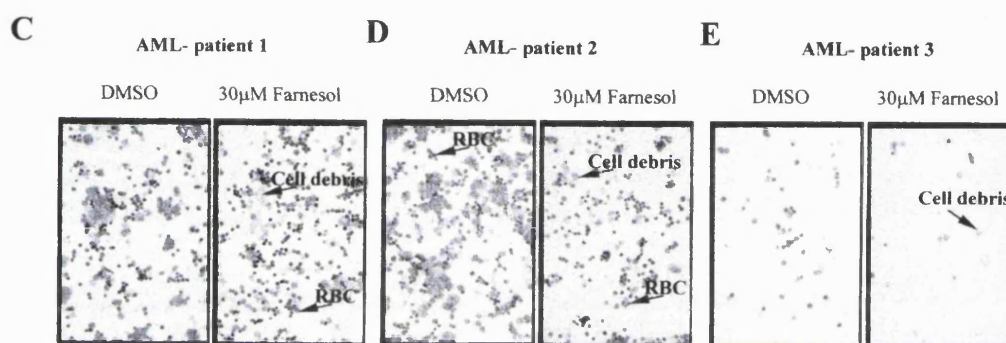 C
AML- patient 1
DMSO
30μM Farnesol
Cell debris
RBC
D
AML- patient 2
DMSO
30μM Farnesol
RBC
Cell debris
RBC
E
AML- patient 3
DMSO
30μM Farnesol
Cell debris